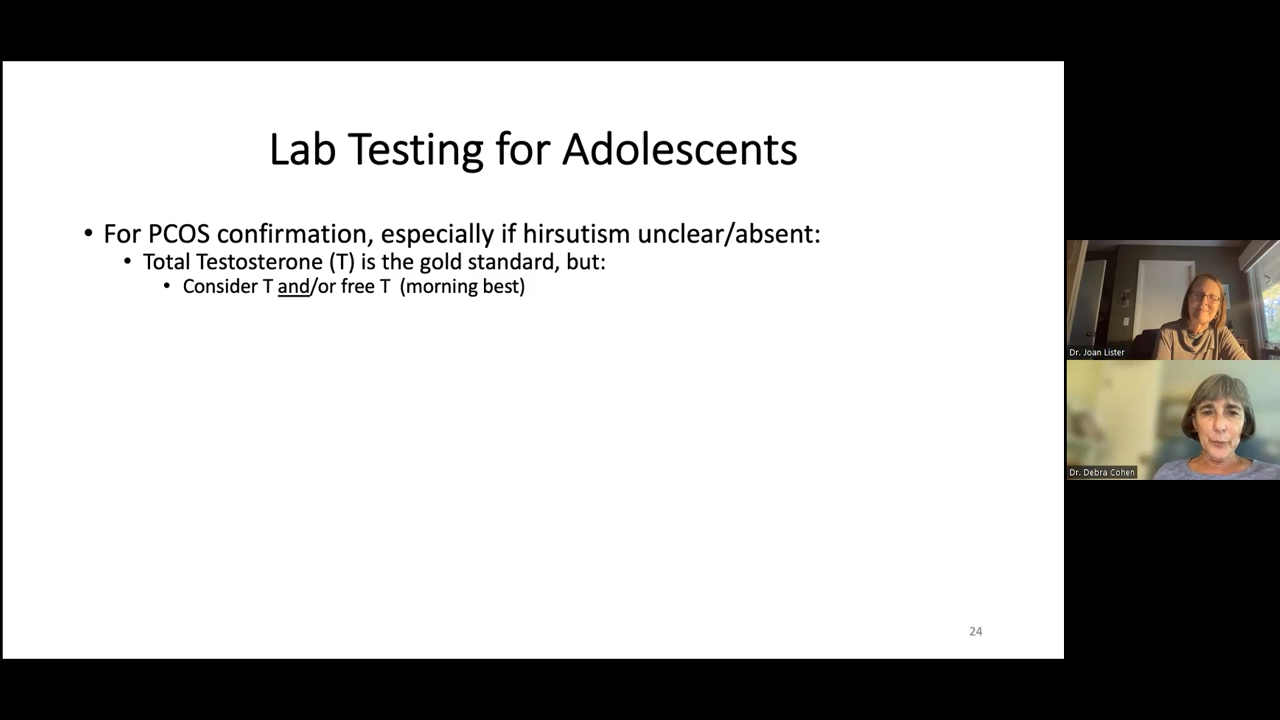 Lab Testing for Adolescents
• For PCOS confirmation, especially if hirsutism unclear/absent:
• Total Testosterone (T) is the gold standard, but:
• Consider T and/or free T (morning best)
24
Dr. Joan Lister
Dr. Debra Cohen